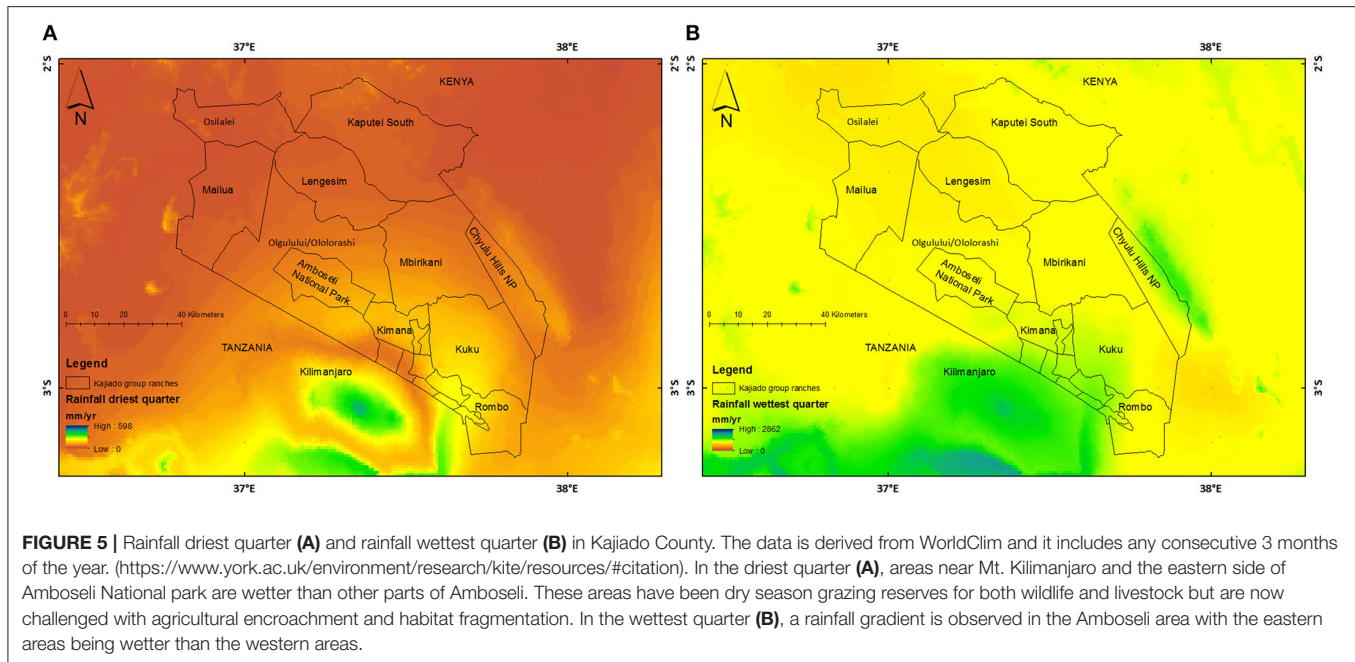 A
B
37°E
38°E
37°E
38°E
2°S
2°S
2°S
KENYA
KENYA
N
N
Osilalei
Kaputei South
Mailua
Lengesim
Olgulului/Ololorashi
Chyulu Hills NP
Amboseli
National Park
Mbirikani
0 10 20 40 Kilometers
Kimana
TANZANIA
Kuku
Kilimanjaro
Legend
Kajiado group ranches
Rainfall driest quarter
mm/yr
High : 598
Low : 0
Rombo
3°S
3°S
37°E
38°E
Osilalei
Kaputei South
Mailua
Lengesim
Olgulului/Ololorashi
Chyulu Hills NP
Amboseli
National Park
Mbirikani
0 10 20 40 Kilometers
Kimana
TANZANIA
Kuku
Kilimanjaro
Legend
Kajiado group ranches
Rainfall wettest quarter
mm/yr
High : 2862
Low : 0
Rombo
3°S
3°S
37°E
38°E
FIGURE 5 | Rainfall driest quarter (A) and rainfall wettest quarter (B) in Kajiado County. The data is derived from WorldClim and it includes any consecutive 3 months
of the year. (https://www.york.ac.uk/environment/research/kite/resources/#citation). In the driest quarter (A), areas near Mt. Kilimanjaro and the eastern side of
Amboseli National park are wetter than other parts of Amboseli. These areas have been dry season grazing reserves for both wildlife and livestock but are now
challenged with agricultural encroachment and habitat fragmentation. In the wettest quarter (B), a rainfall gradient is observed in the Amboseli area with the eastern
areas being wetter than the western areas.